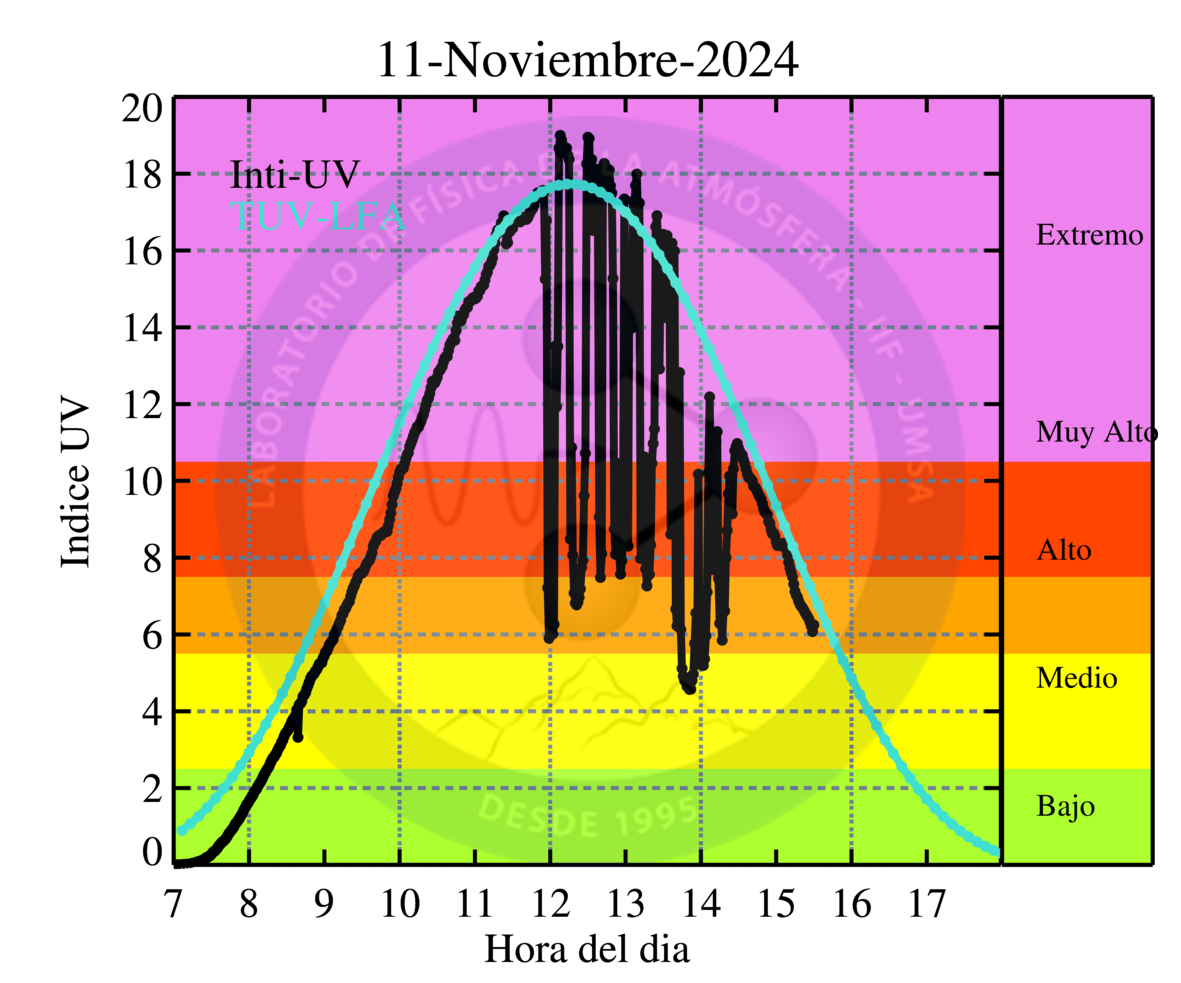 11-Noviembre-2024
20
18
16
14
12
10
8
6
4
2
0
Indice UV
Inti-UV
TUV-LFA
LABORATORIO DE FÍSICA DE LA ATMÓSFERA - IIF - UMSA
DESDE 1995
Extremo
Muy Alto
Alto
Medio
Bajo
7 8 9 10 11 12 13 14 15 16 17
Hora del dia